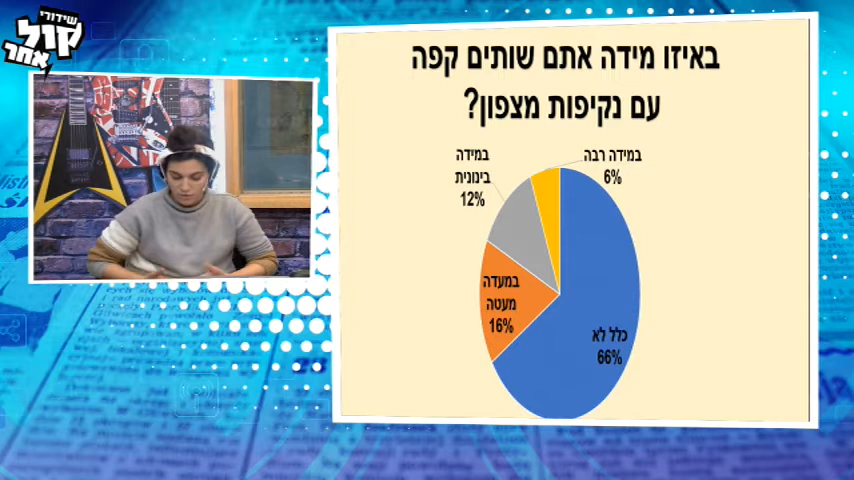 שידורי
קול
אחר
באיזו מידה אתם שותים קפה
עם נקיפות מצפון?
במידה רבה
6%
במידה
בינונית
12%
במעדה
מעטה
16%
כלל לא
66%